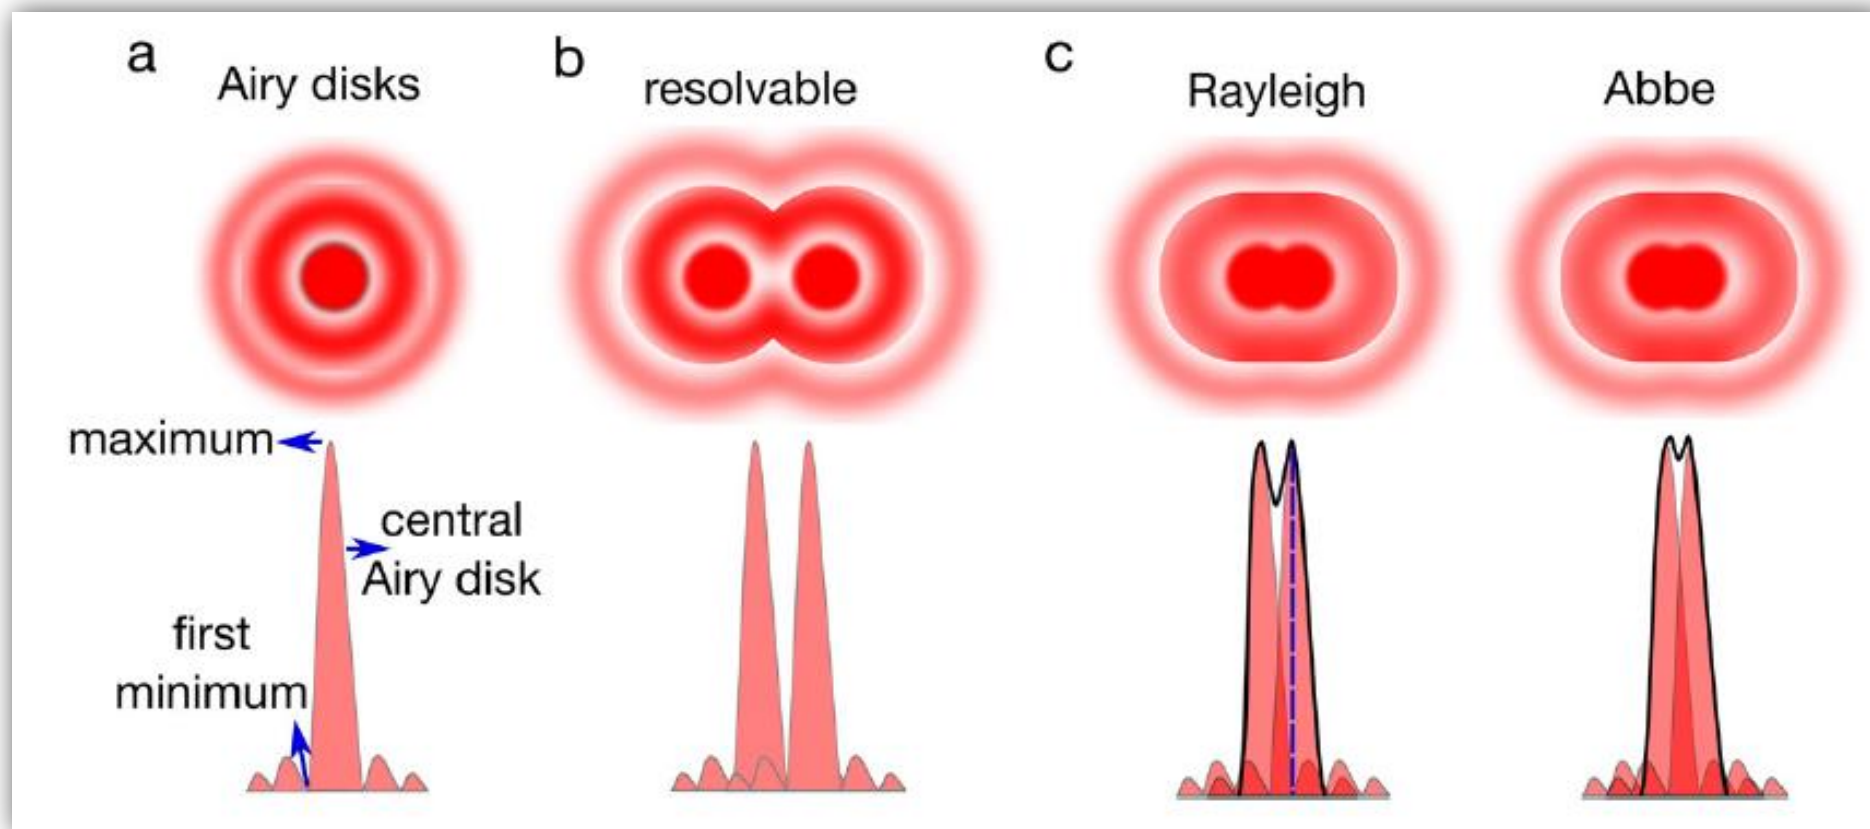 a
Airy disks
b
resolvable
c
Rayleigh
Abbe
maximum
central
Airy disk
first
minimum